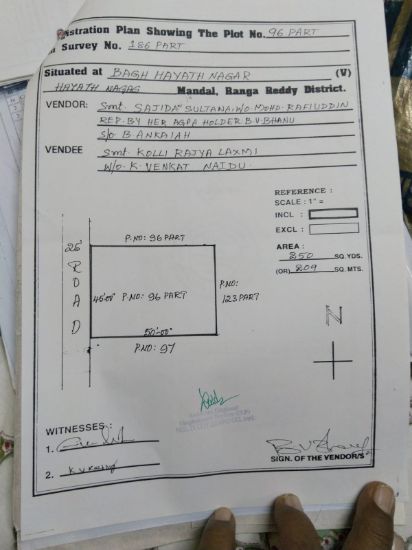 istration Plan Showing The Plot No. 96 PART
Survey No. 186 PART
Situated at BAGH HAYATH NAGAR (V)
HAYATH NAGAR Mandal, Ranga Reddy District.
VENDOR: Smt. SAJIDA SULTANA W/o MOHD. RAFIUDDIN
REP. BY HER AGPA HOLDER B.V. BHANU
S/o B. ANKAIAH
VENDEE Smt. KOLLI RAJYA LAXMI
W/o. K. VENKAT NAIDU.
REFERENCE :
SCALE : 1" =
INCL :
EXCL :
AREA :
250 SQ. YDS.
(OR) 209 SQ. MTS.
P.NO: 96 PART
25'
ROAD
45'-0" P.NO: 96 PART
P.NO:
123 PART
50'-00"
P.NO: 97
N
WITNESSES :
1.
2.
SIGN. OF THE VENDOR/S